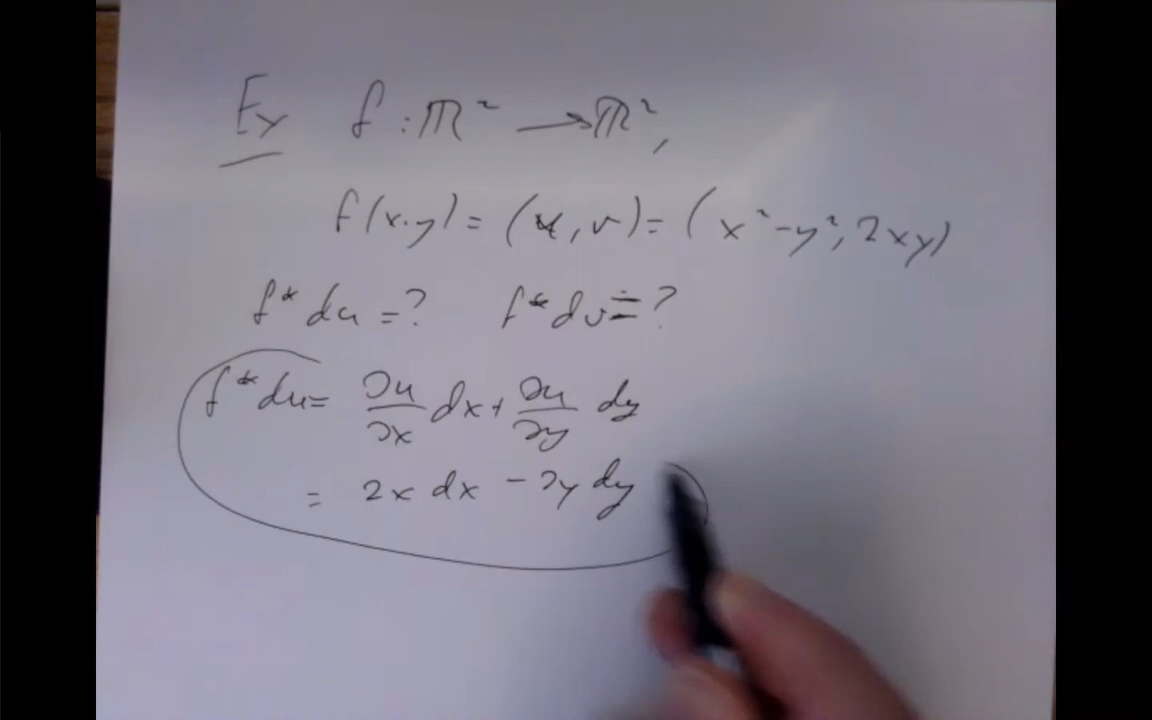 Ex f : ℝ² → ℝ²,
f(x,y) = (u, v) = (x² - y², 2xy)
f* du = ? f* dv = ?
f* du = ∂u/∂x dx + ∂u/∂y dy
= 2x dx - 2y dy